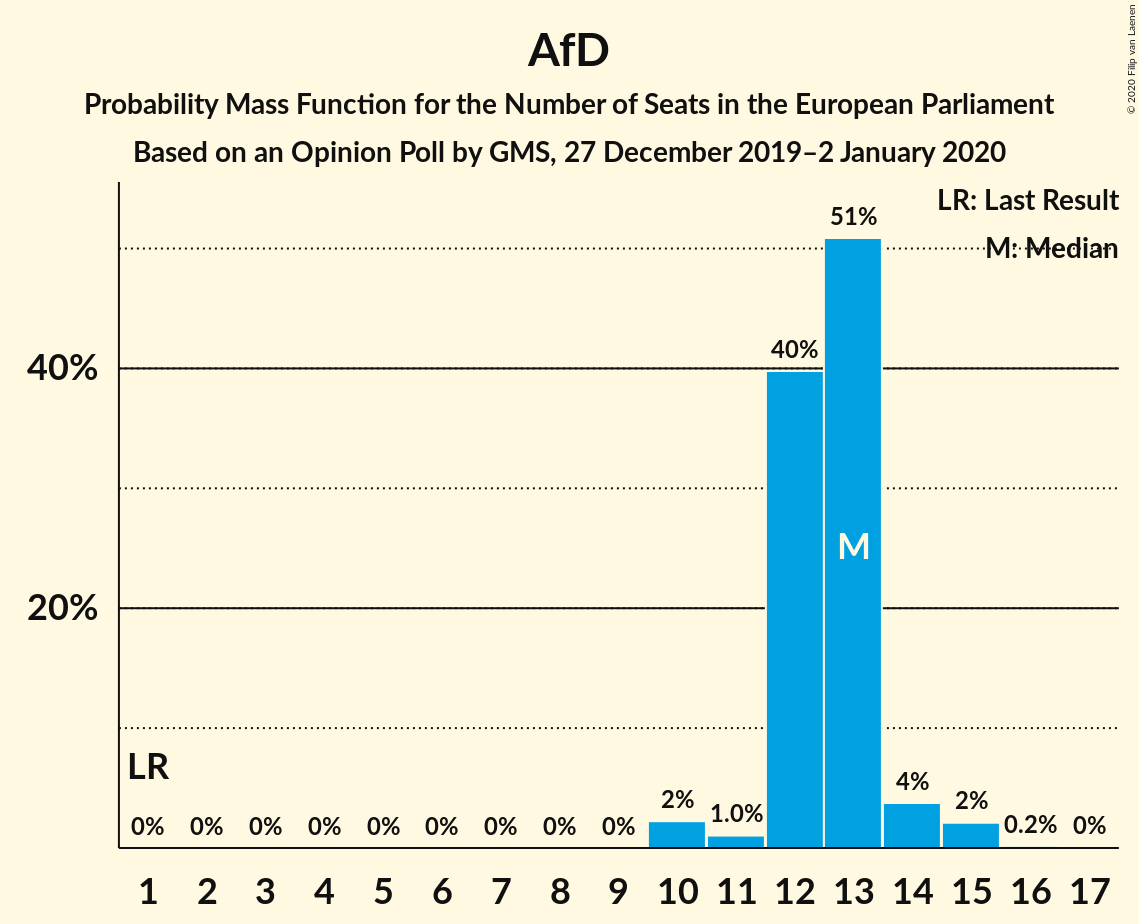 AfD
Probability Mass Function for the Number of Seats in the European Parliament
Based on an Opinion Poll by GMS, 27 December 2019–2 January 2020
© 2020 Filip van Laenen
LR: Last Result
M: Median
51%
40%
40%
M
20%
LR
0% 0% 0% 0% 0% 0% 0% 0% 0% 2% 1.0% 4% 2% 0.2% 0%
1 2 3 4 5 6 7 8 9 10 11 12 13 14 15 16 17